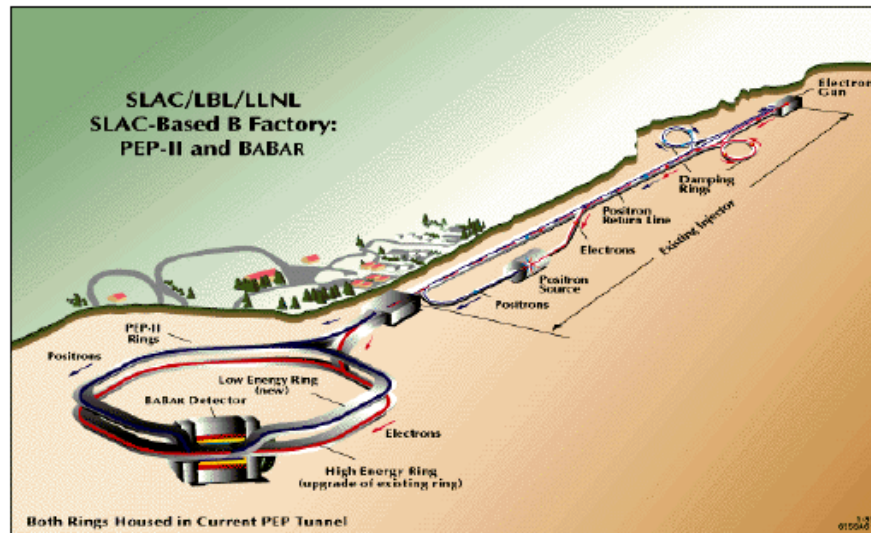 SLAC/LBL/LLNL
SLAC-Based B Factory:
PEP-II and BABAR
Electron
Gun
Damping
Rings
Positron
Return Line
Existing Injector
Electrons
Positron
Source
Positrons
PEP-II
Rings
Positrons
Low Energy Ring
(new)
BABAR Detector
Electrons
High Energy Ring
(upgrade of existing ring)
Both Rings Housed in Current PEP Tunnel